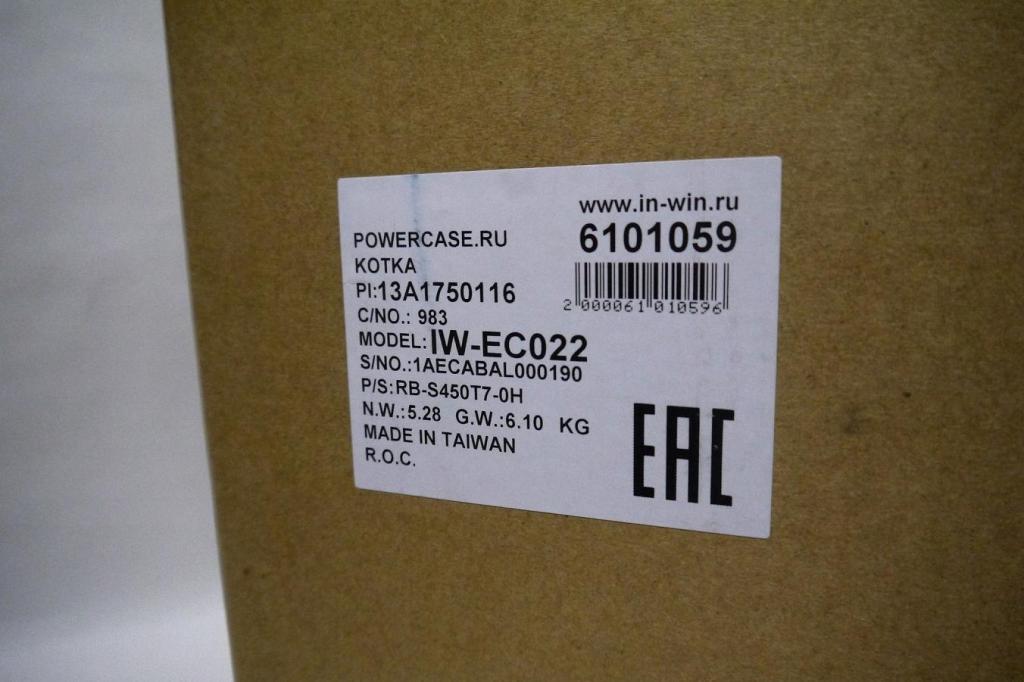 www.in-win.ru
6101059
2 000061 010596
POWERCASE.RU
KOTKA
PI:13A1750116
C/NO.: 983
MODEL:IW-EC022
S/NO.:1AECABAL000190
P/S:RB-S450T7-0H
N.W.:5.28 G.W.:6.10 KG
MADE IN TAIWAN
R.O.C.
EAC